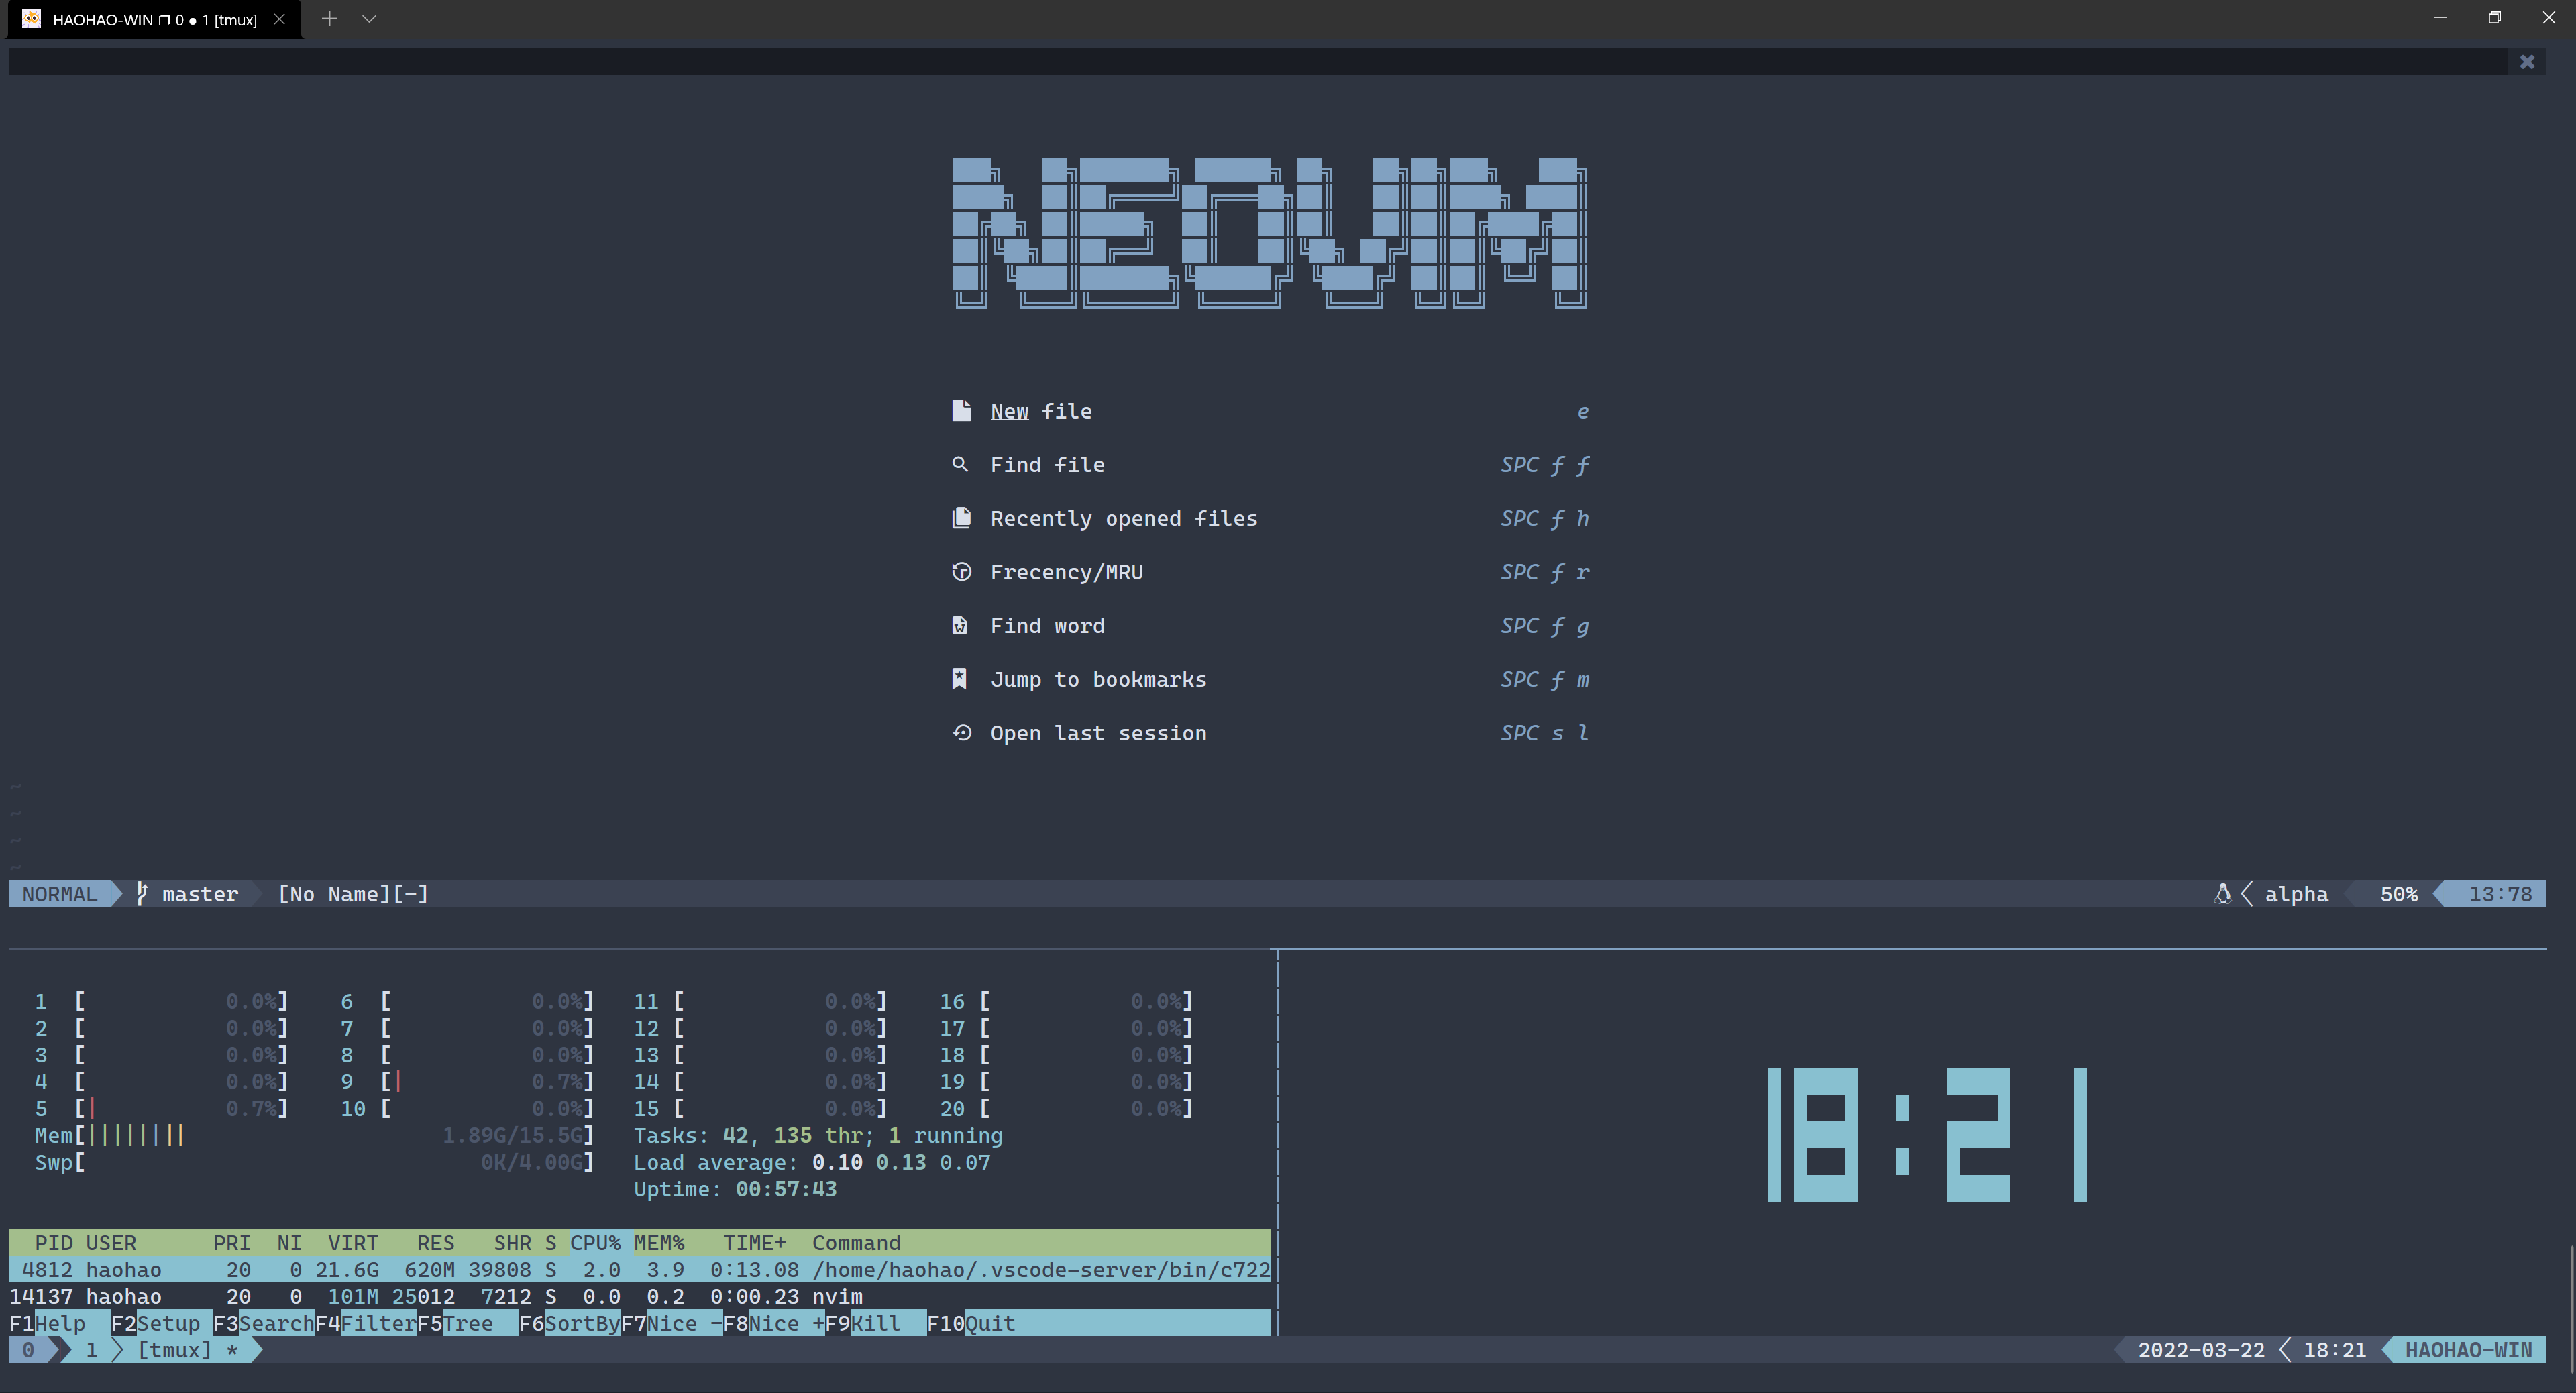 HAOHAO-WIN ❐ 0 ● 1 [tmux]
NEOVIM
New file e
Find file SPC f f
Recently opened files SPC f h
Frecency/MRU SPC f r
Find word SPC f g
Jump to bookmarks SPC f m
Open last session SPC s l
~
~
~
~
NORMAL master [No Name][-] alpha 50% 13:78
1 [ 0.0%] 6 [ 0.0%] 11 [ 0.0%] 16 [ 0.0%]
2 [ 0.0%] 7 [ 0.0%] 12 [ 0.0%] 17 [ 0.0%]
3 [ 0.0%] 8 [ 0.0%] 13 [ 0.0%] 18 [ 0.0%]
4 [ 0.0%] 9 [| 0.7%] 14 [ 0.0%] 19 [ 0.0%]
5 [| 0.7%] 10 [ 0.0%] 15 [ 0.0%] 20 [ 0.0%]
Mem[|||||||| 1.89G/15.5G] Tasks: 42, 135 thr; 1 running
Swp[ 0K/4.00G] Load average: 0.10 0.13 0.07
Uptime: 00:57:43
18:21
PID USER PRI NI VIRT RES SHR S CPU% MEM% TIME+ Command
4812 haohao 20 0 21.6G 620M 39808 S 2.0 3.9 0:13.08 /home/haohao/.vscode-server/bin/c722
14137 haohao 20 0 101M 25012 7212 S 0.0 0.2 0:00.23 nvim
F1Help F2Setup F3SearchF4FilterF5Tree F6SortByF7Nice -F8Nice +F9Kill F10Quit
0 1 [tmux] * 2022-03-22 18:21 HAOHAO-WIN